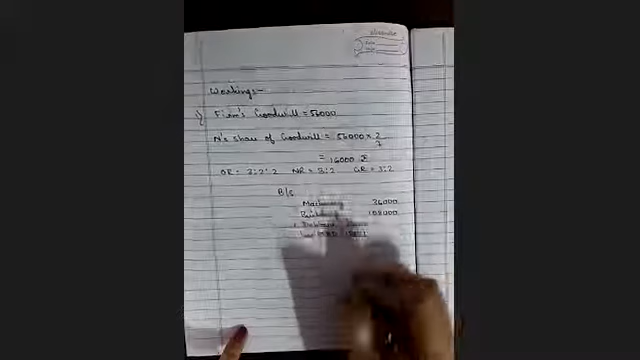 Workings-
1) Firm's Goodwill = 56000
N's share of Goodwill = 56000 × 2/7
= 16000 Σ
OR = 3:2:2 NR = 3:2 GR = 3:2
B/S
Machinery 36000
Building 108000